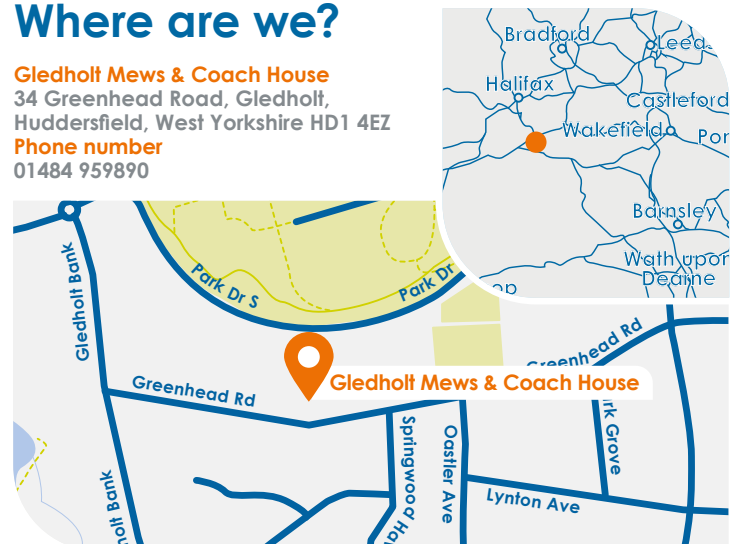 Where are we?
Gledholt Mews & Coach House
34 Greenhead Road, Gledholt,
Huddersfield, West Yorkshire HD1 4EZ
Phone number
01484 959890
Bradford
Leeds
Halifax
Castleford
Wakefield
Barnsley
Wath upon
Dearne
Gledholt Bank
Park Dr S
Park Dr
Greenhead Rd
Greenhead Rd
Gledholt Mews & Coach House
Springwood
Oastler Ave
Grove
Lynton Ave
Bank